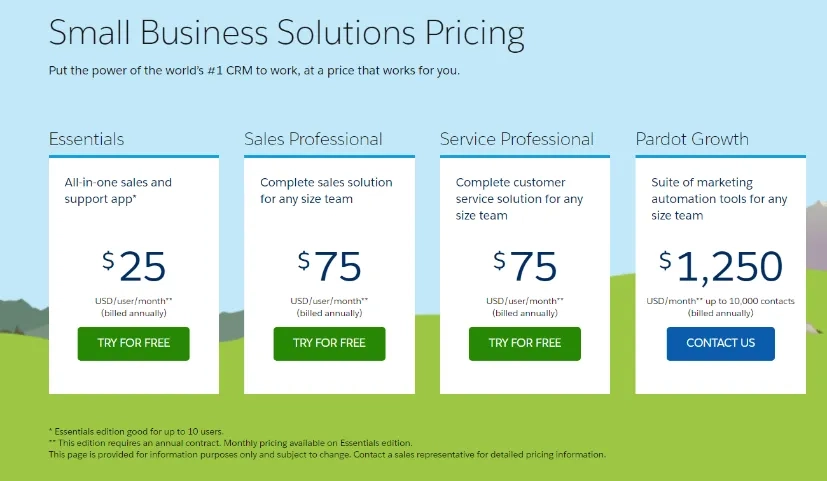 Small Business Solutions Pricing
Put the power of the world's #1 CRM to work, at a price that works for you.
Essentials
All-in-one sales and
support app*
$25
USD/user/month**
(billed annually)
TRY FOR FREE
Sales Professional
Complete sales solution
for any size team
$75
USD/user/month**
(billed annually)
TRY FOR FREE
Service Professional
Complete customer
service solution for any
size team
$75
USD/user/month**
(billed annually)
TRY FOR FREE
Pardot Growth
Suite of marketing
automation tools for any
size team
$1,250
USD/month** up to 10,000 contacts
(billed annually)
CONTACT US
* Essentials edition good for up to 10 users.
** This edition requires an annual contract. Monthly pricing available on Essentials edition.
This page is provided for information purposes only and subject to change. Contact a sales representative for detailed pricing information.